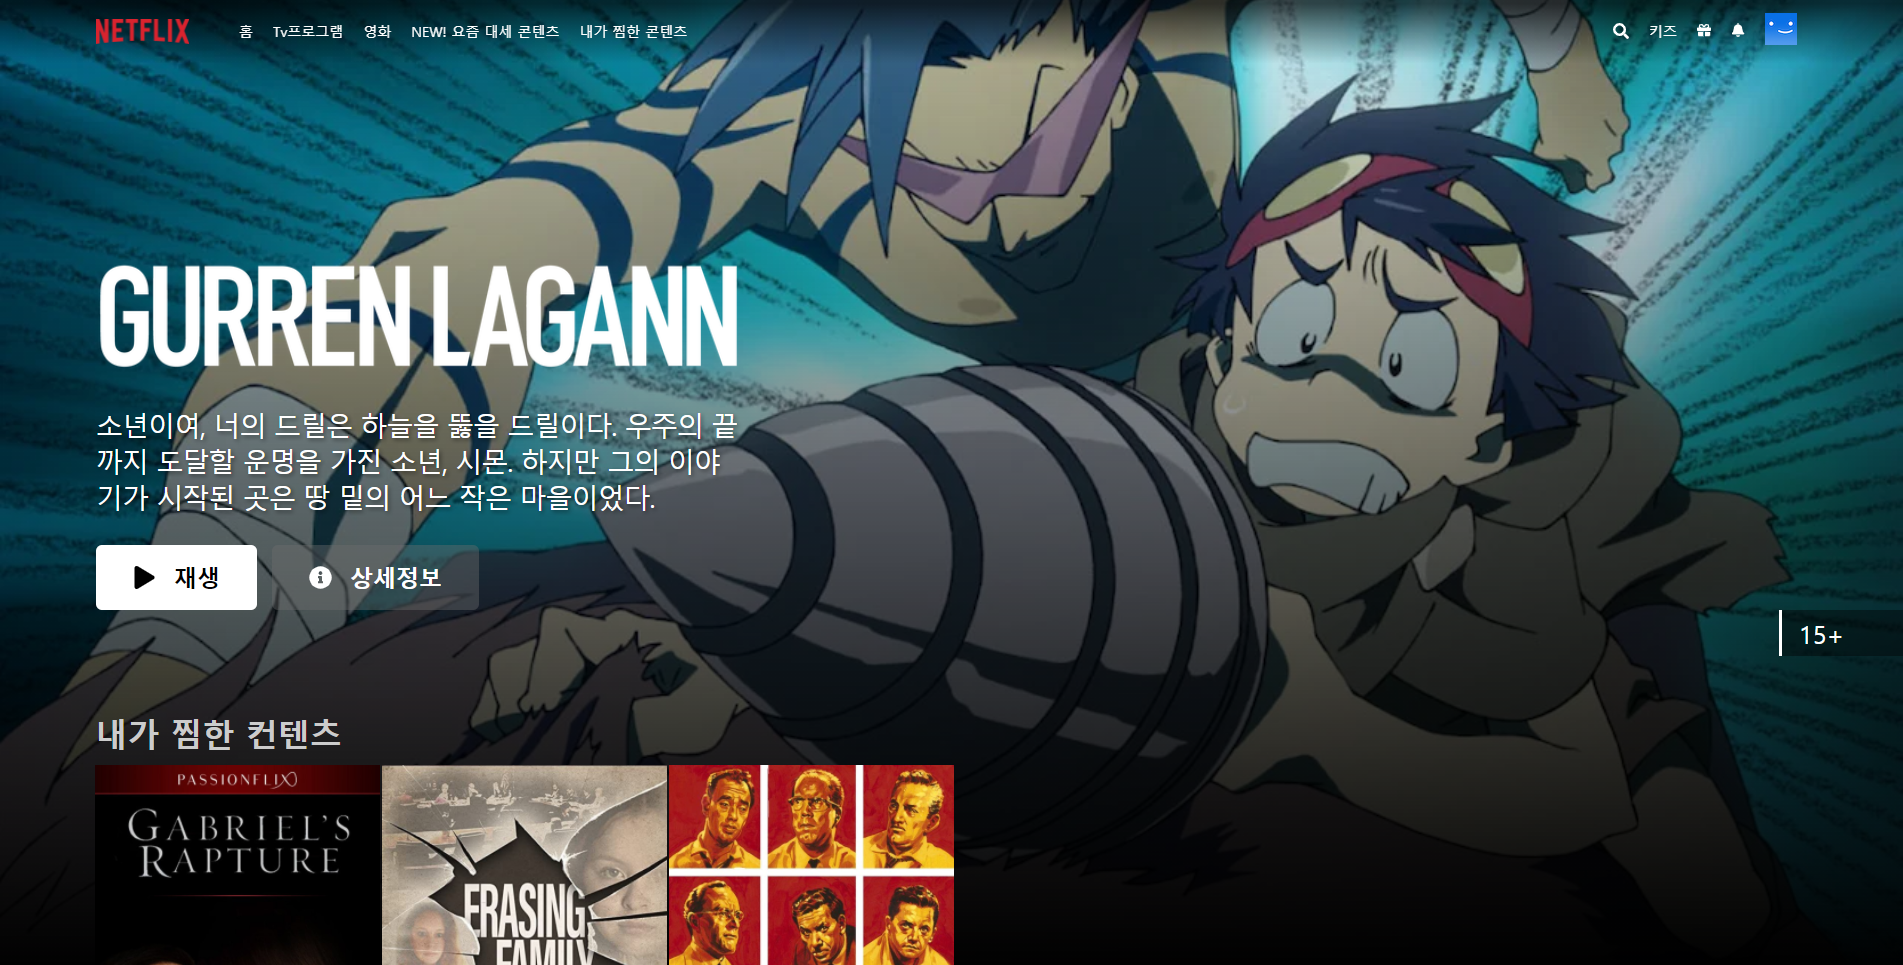 NETFLIX 홈 Tv프로그램 영화 NEW! 요즘 대세 콘텐츠 내가 찜한 콘텐츠 키즈
GURREN LAGANN
소년이여, 너의 드릴은 하늘을 뚫을 드릴이다. 우주의 끝
까지 도달할 운명을 가진 소년, 시몬. 하지만 그의 이야
기가 시작된 곳은 땅 밑의 어느 작은 마을이었다.
재생 상세정보
15+
내가 찜한 컨텐츠
PASSIONFLIX
GABRIEL'S
RAPTURE
ERASING
FAMILY